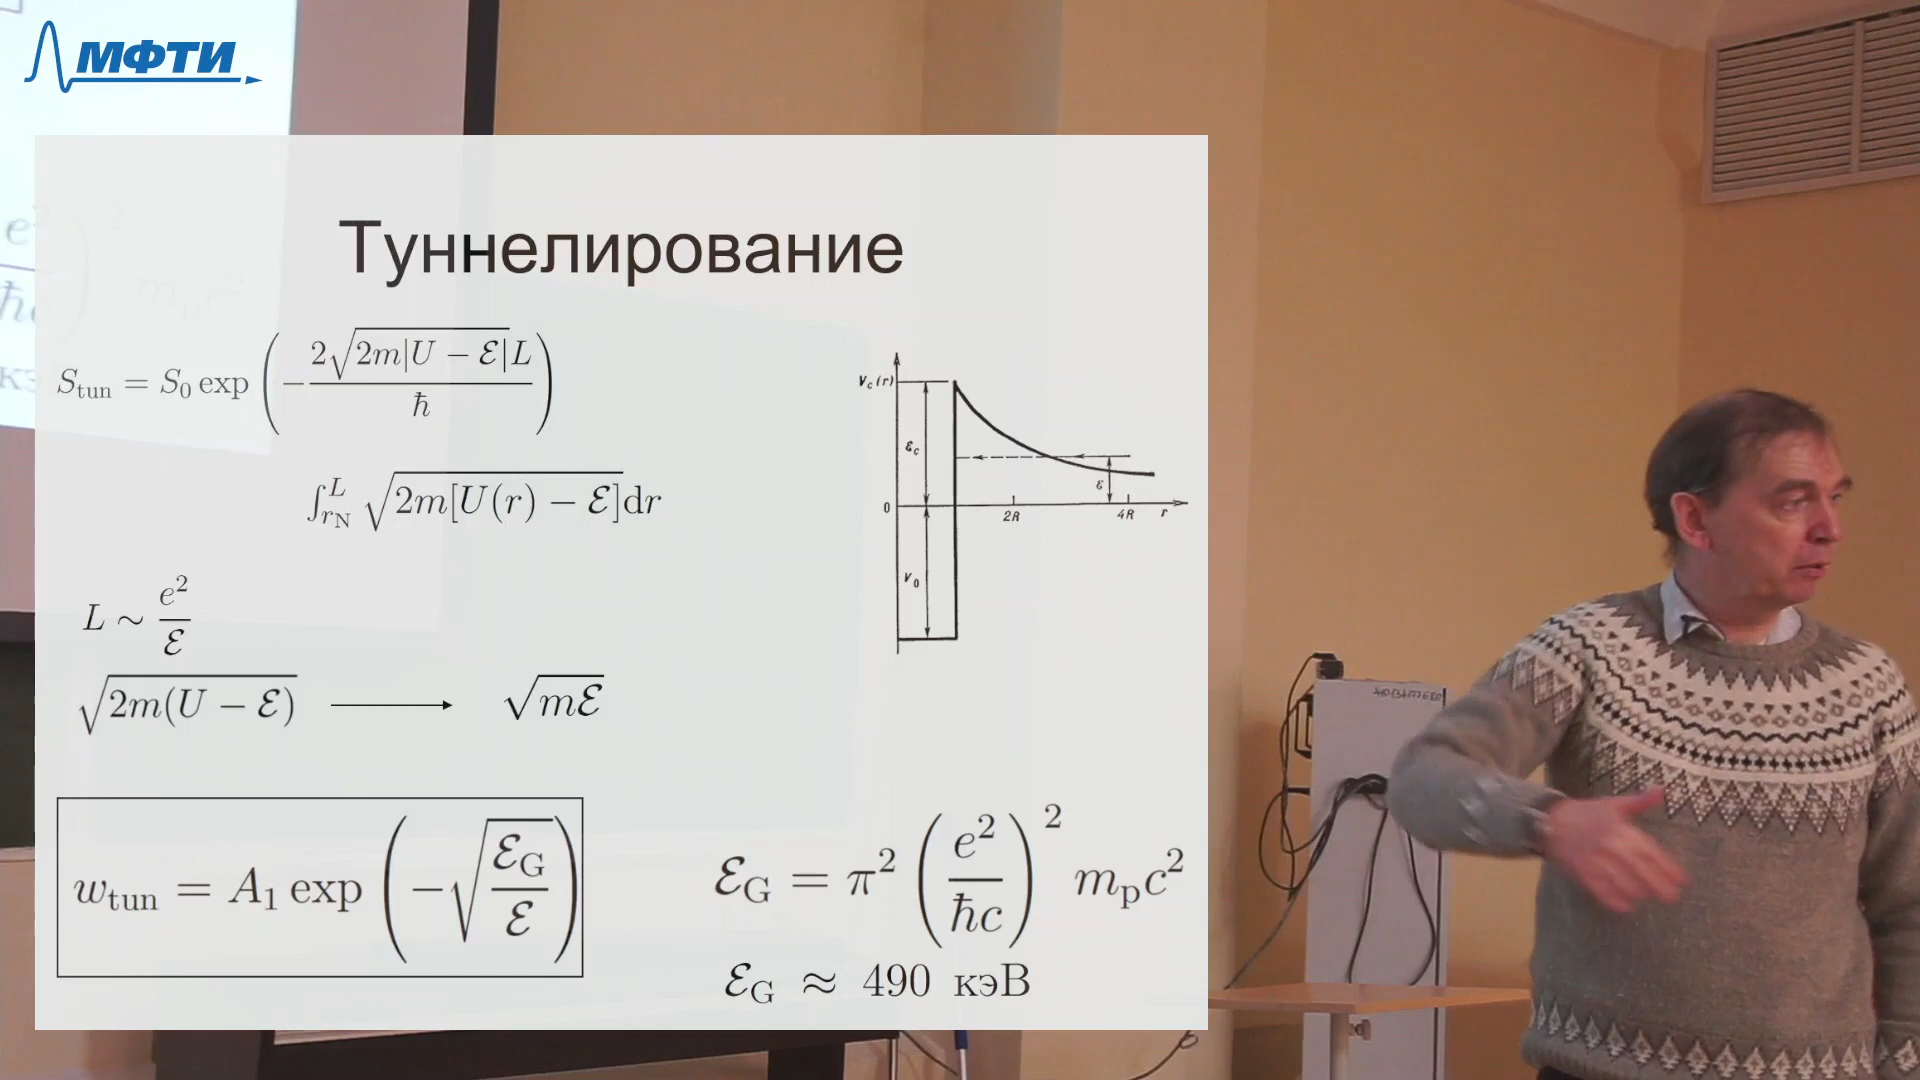 МФТИ
Туннелирование
S_tun = S_0 exp(−2√(2m|U − ℰ|)L / ħ)
∫_{r_N}^{L} √(2m[U(r) − ℰ])dr
L ~ e² / ℰ
√(2m(U − ℰ)) → √(mℰ)
w_tun = A_1 exp(−√(ℰ_G / ℰ))
ℰ_G = π² (e² / ħc)² m_p c²
ℰ_G ≈ 490 кэВ
V_c(r)
ε_c
ε
0
2R
4R
r
V_0